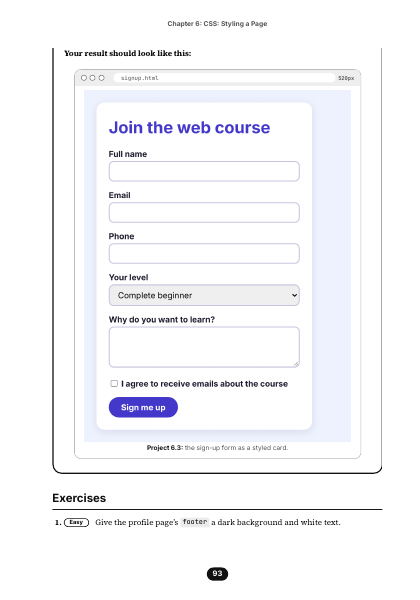 Chapter 6: CSS: Styling a Page
Your result should look like this:
signup.html
520px
Join the web course
Full name
Email
Phone
Your level
Complete beginner
Why do you want to learn?
I agree to receive emails about the course
Sign me up
Project 6.3: the sign-up form as a styled card.
Exercises
1. Easy Give the profile page's footer a dark background and white text.
93